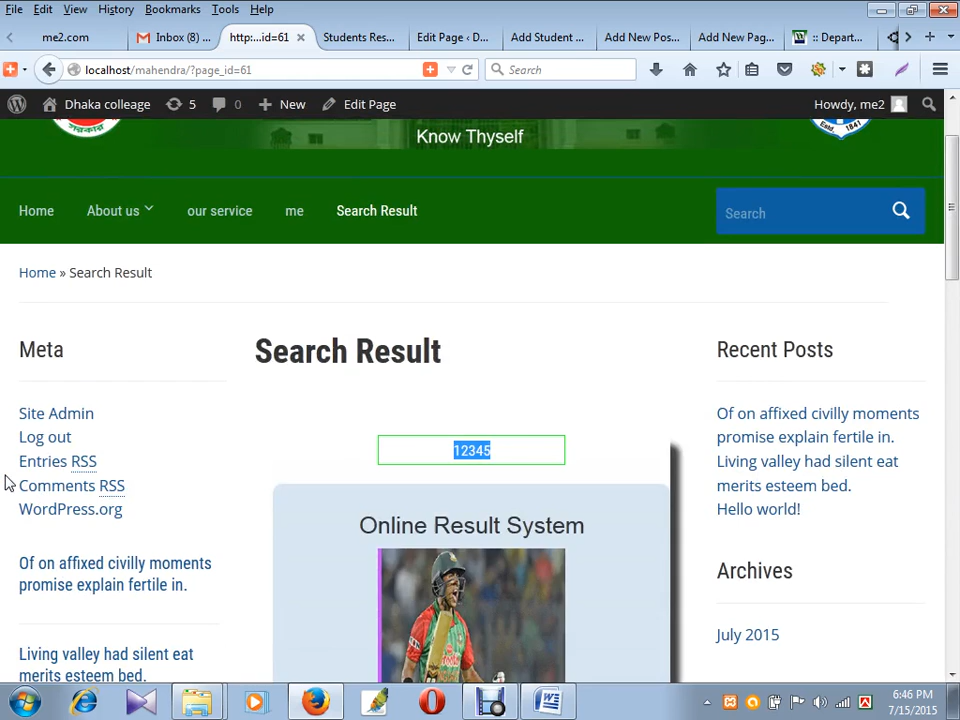 File Edit View History Bookmarks Tools Help
me2.com Inbox (8) ... http:...id=61 Students Res... Edit Page ‹ D... Add Student ... Add New Pos... Add New Pag... :: Depart...
localhost/mahendra/?page_id=61 Search
Dhaka colleage 5 0 New Edit Page Howdy, me2
সরকার Know Thyself Estd. 1841
Home About us our service me Search Result Search
Home » Search Result
Meta
Site Admin
Log out
Entries RSS
Comments RSS
WordPress.org
Of on affixed civilly moments
promise explain fertile in.
Living valley had silent eat
merits esteem bed.
Search Result
12345
Online Result System
Recent Posts
Of on affixed civilly moments
promise explain fertile in.
Living valley had silent eat
merits esteem bed.
Hello world!
Archives
July 2015
6:46 PM
7/15/2015